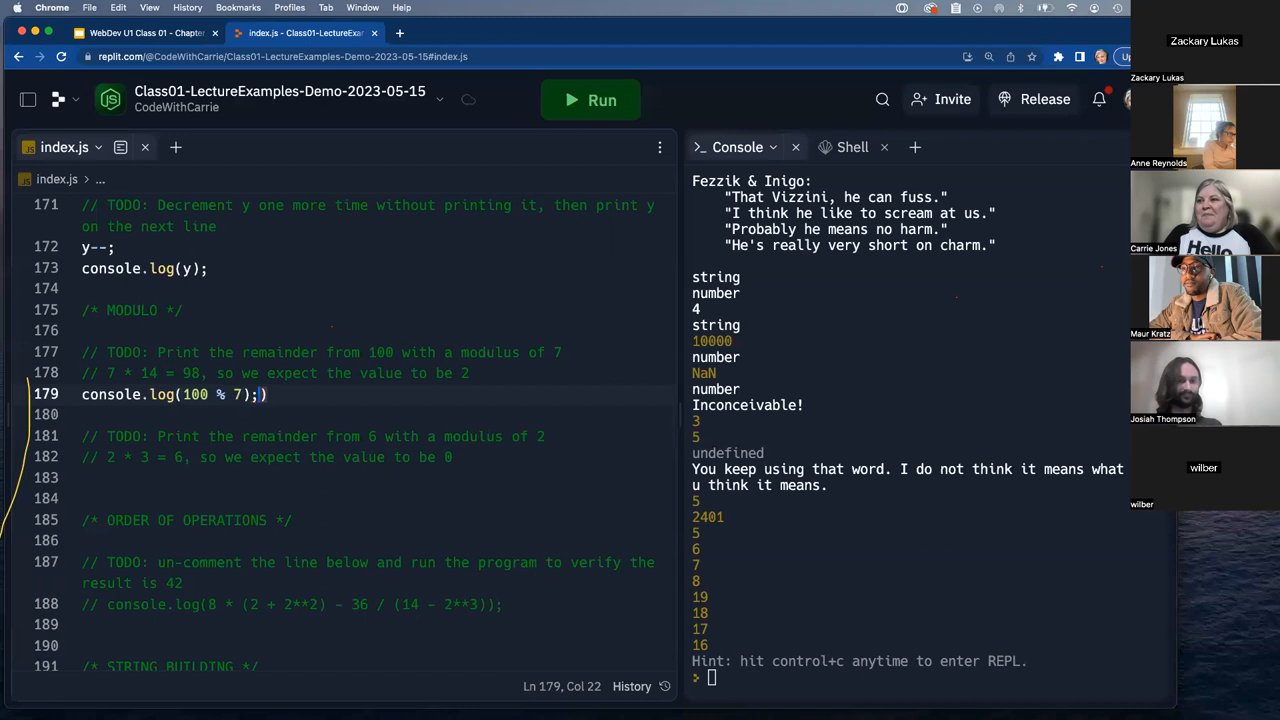 Chrome File Edit View History Bookmarks Profiles Tab Window Help
WebDev U1 Class 01 - Chapter
index.js - Class01-LectureExam
replit.com/@CodeWithCarrie/Class01-LectureExamples-Demo-2023-05-15#index.js
Class01-LectureExamples-Demo-2023-05-15
CodeWithCarrie
Run
Invite
Release
index.js
index.js > ...
171 // TODO: Decrement y one more time without printing it, then print y
on the next line
172 y--;
173 console.log(y);
174
175 /* MODULO */
176
177 // TODO: Print the remainder from 100 with a modulus of 7
178 // 7 * 14 = 98, so we expect the value to be 2
179 console.log(100 % 7);)
180
181 // TODO: Print the remainder from 6 with a modulus of 2
182 // 2 * 3 = 6, so we expect the value to be 0
183
184
185 /* ORDER OF OPERATIONS */
186
187 // TODO: un-comment the line below and run the program to verify the
result is 42
188 // console.log(8 * (2 + 2**2) - 36 / (14 - 2**3));
189
190
191 /* STRING BUILDING */
Ln 179, Col 22 History
Console
Shell
Fezzik & Inigo:
"That Vizzini, he can fuss."
"I think he like to scream at us."
"Probably he means no harm."
"He's really very short on charm."
string
number
4
string
10000
number
NaN
number
Inconceivable!
3
5
undefined
You keep using that word. I do not think it means what
u think it means.
5
2401
5
6
7
8
19
18
17
16
Hint: hit control+c anytime to enter REPL.
Zackary Lukas
Zackary Lukas
Anne Reynolds
Hello
Carrie Jones
Maur Kratz
Josiah Thompson
wilber
wilber